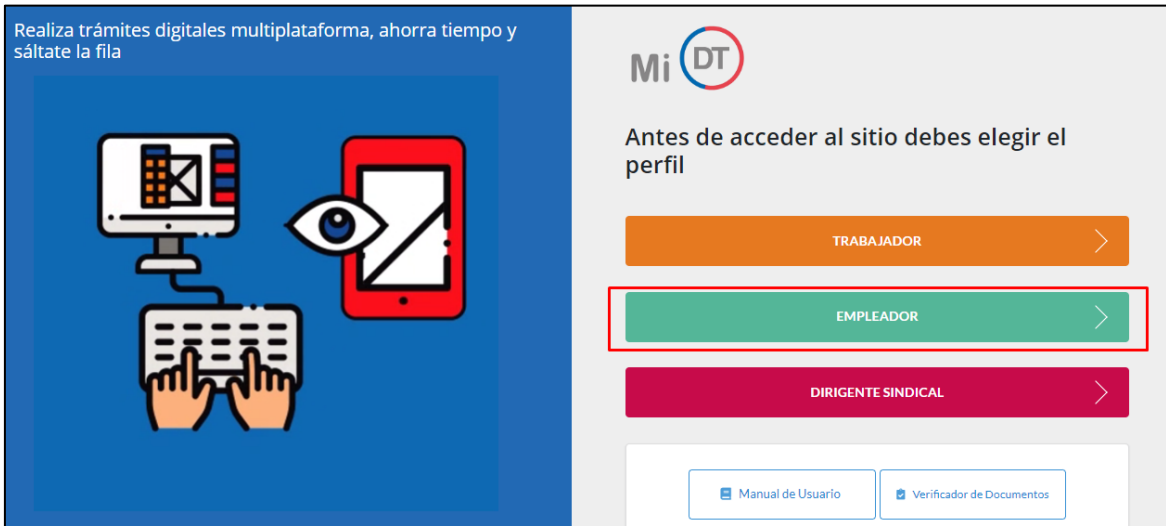 Realiza trámites digitales multiplataforma, ahorra tiempo y
sáltate la fila
Mi DT
Antes de acceder al sitio debes elegir el
perfil
TRABAJADOR
EMPLEADOR
DIRIGENTE SINDICAL
Manual de Usuario
Verificador de Documentos